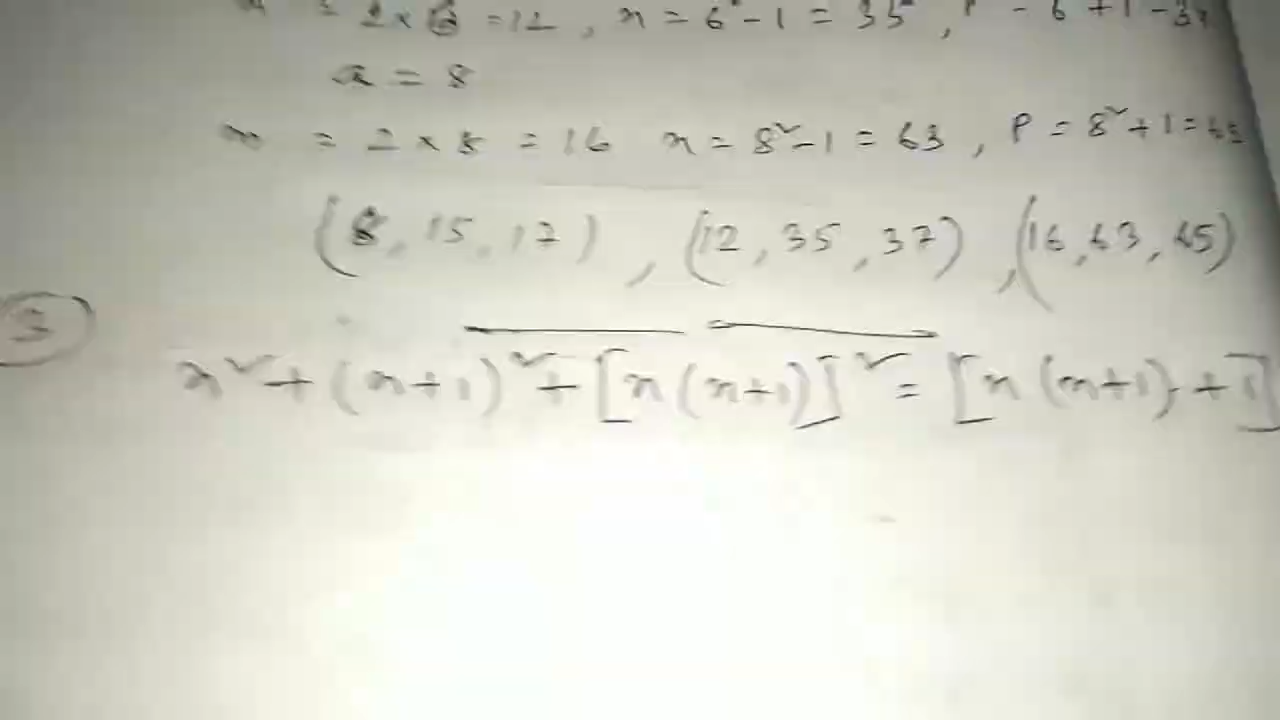 = 2 × 6 = 12 , n = 6² - 1 = 35 ,
a = 8
m = 2 × 8 = 16 n = 8² - 1 = 63 , P = 8² + 1 = 65
(8, 15, 17) , (12, 35, 37) , (16, 63, 65)
3
n² + (n+1)² + [n(n+1)]² = [n(n+1) + 1]